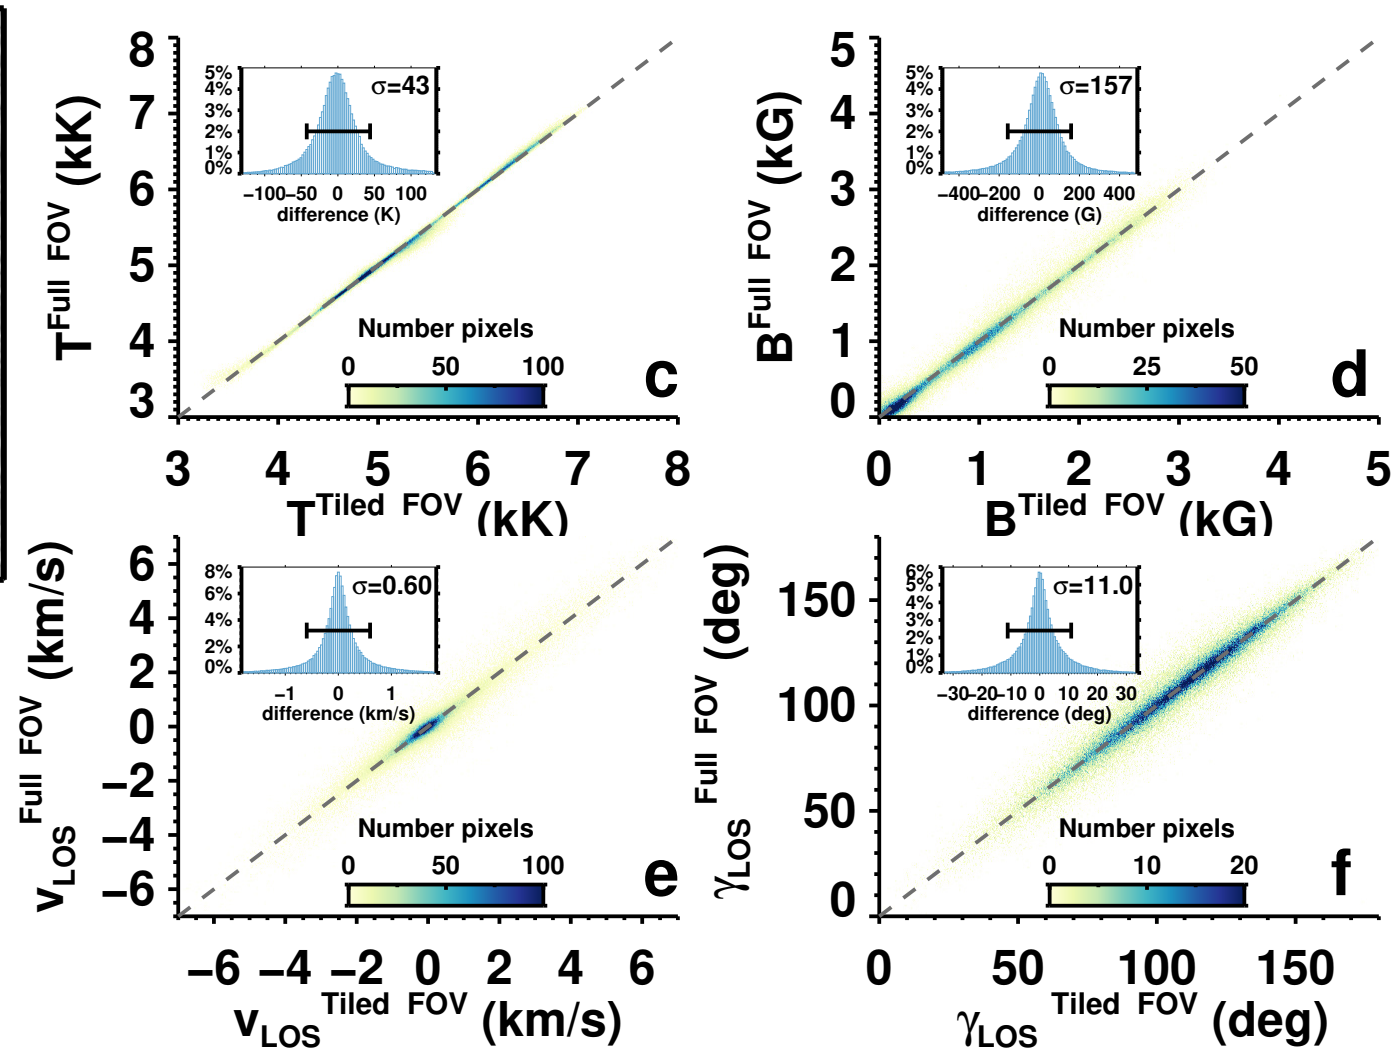 T^Full FOV (kK)
8
7
6
5
4
3
5%
4%
3%
2%
1%
0%
σ=43
−100 −50 0 50 100
difference (K)
Number pixels
0 50 100
c
3 4 5 6 7 8
T^Tiled FOV (kK)
B^Full FOV (kG)
5
4
3
2
1
0
5%
4%
3%
2%
1%
0%
σ=157
−400 −200 0 200 400
difference (G)
Number pixels
0 25 50
d
0 1 2 3 4 5
B^Tiled FOV (kG)
v_LOS^Full FOV (km/s)
6
4
2
0
−2
−4
−6
8%
6%
4%
2%
0%
σ=0.60
−1 0 1
difference (km/s)
Number pixels
0 50 100
e
−6 −4 −2 0 2 4 6
v_LOS^Tiled FOV (km/s)
γ_LOS^Full FOV (deg)
150
100
50
0
6%
5%
4%
3%
2%
1%
0%
σ=11.0
−30 −20 −10 0 10 20 30
difference (deg)
Number pixels
0 10 20
f
0 50 100 150
γ_LOS^Tiled FOV (deg)